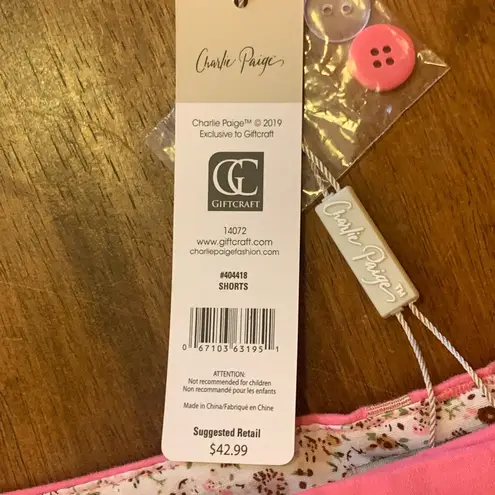 Charlie Paige
Charlie Paige™ © 2019
Exclusive to Giftcraft
GC
GIFTCRAFT
14072
www.giftcraft.com
charliepaigefashion.com
#404418
SHORTS
0 67103 63195 1
ATTENTION:
Not recommended for children
Non recommandé pour les enfants
Made in China/Fabriqué en Chine
Suggested Retail
$42.99
Charlie Paige™